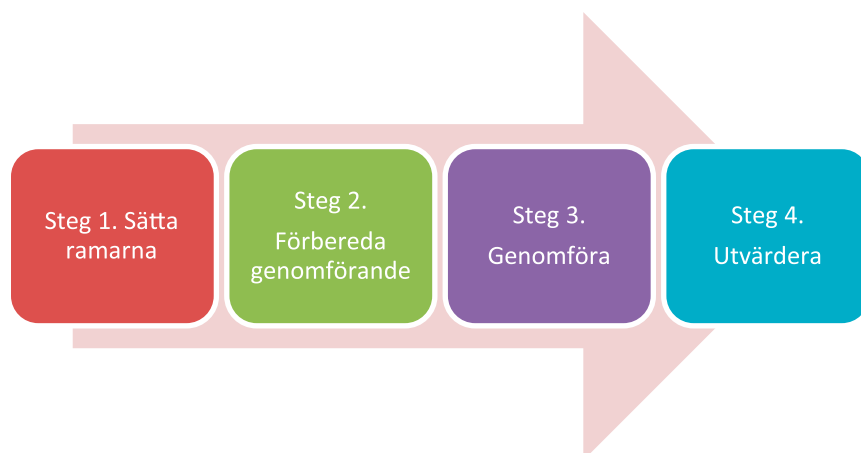 Steg 1. Sätta
ramarna
Steg 2.
Förbereda
genomförande
Steg 3.
Genomföra
Steg 4.
Utvärdera